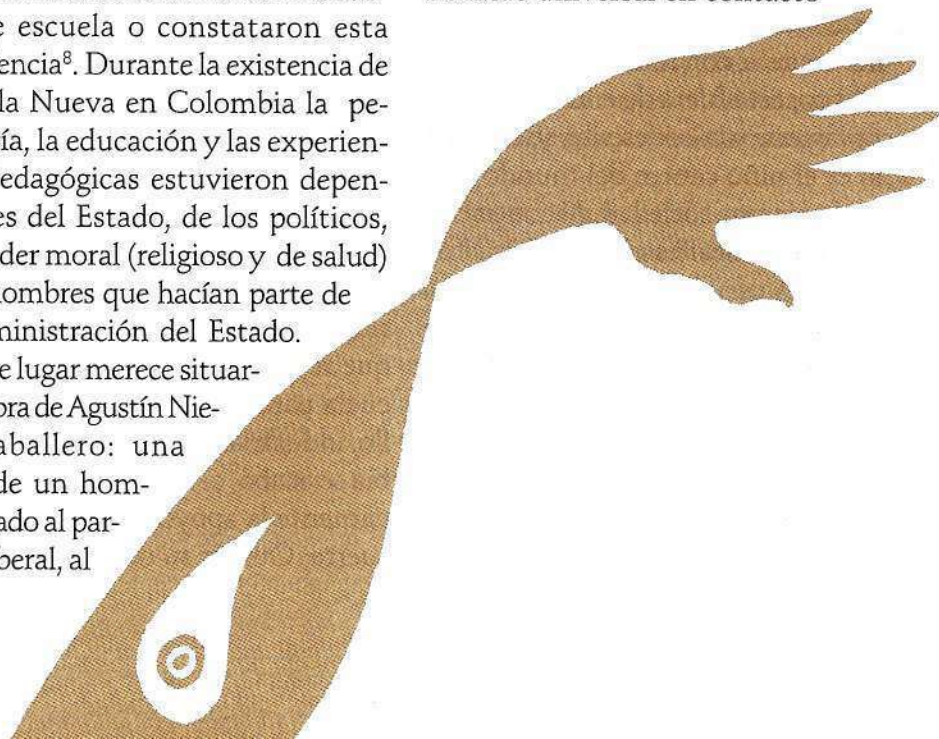 e escuela o constataron esta
encia⁸. Durante la existencia de
la Nueva en Colombia la pe-
ía, la educación y las experien-
edagógicas estuvieron depen-
es del Estado, de los políticos,
der moral (religioso y de salud)
ombres que hacían parte de
ministración del Estado.
e lugar merece situar-
bra de Agustín Nie-
aballero: una
de un hom-
ado al par-
beral, al